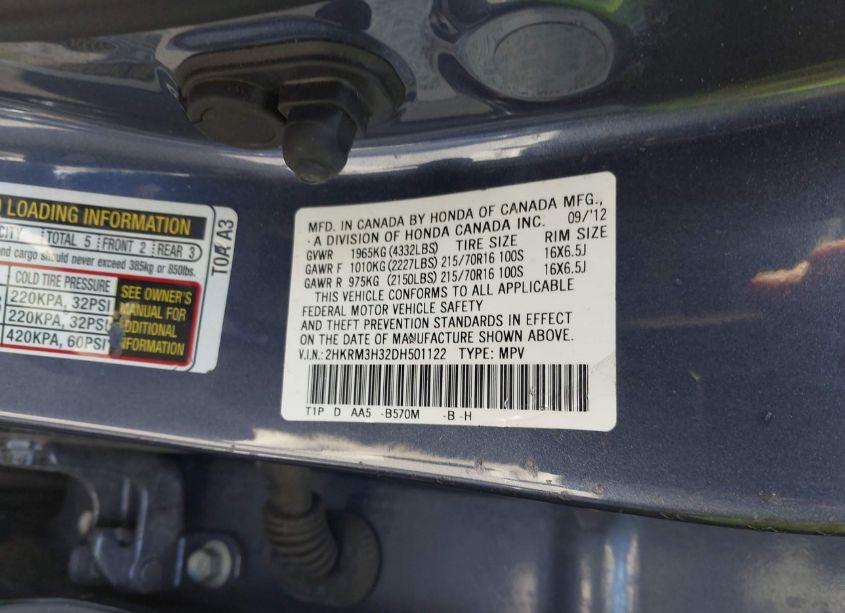 LOADING INFORMATION
TOTAL 5 FRONT 2 REAR 3
and cargo should never exceed 385kg or 850lbs.
COLD TIRE PRESSURE
220KPA, 32PSI
220KPA, 32PSI
420KPA, 60PSI
SEE OWNER'S
MANUAL FOR
ADDITIONAL
INFORMATION
T0A A3
MFD. IN CANADA BY HONDA OF CANADA MFG.,
A DIVISION OF HONDA CANADA INC. 09/'12
GVWR 1965KG (4332LBS) TIRE SIZE RIM SIZE
GAWR F 1010KG (2227LBS) 215/70R16 100S 16X6.5J
GAWR R 975KG (2150LBS) 215/70R16 100S 16X6.5J
THIS VEHICLE CONFORMS TO ALL APPLICABLE
FEDERAL MOTOR VEHICLE SAFETY
AND THEFT PREVENTION STANDARDS IN EFFECT
ON THE DATE OF MANUFACTURE SHOWN ABOVE.
V.I.N.: 2HKRM3H32DH501122 TYPE: MPV
T1P D AA5 -B570M -B-H